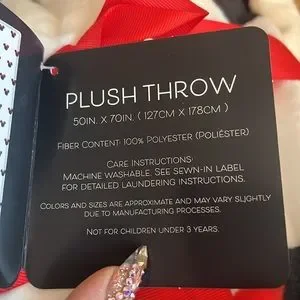 PLUSH THROW
50IN. X 70IN. ( 127CM X 178CM )
FIBER CONTENT: 100% POLYESTER (POLIÉSTER)
CARE INSTRUCTIONS:
MACHINE WASHABLE. SEE SEWN-IN LABEL
FOR DETAILED LAUNDERING INSTRUCTIONS.
COLORS AND SIZES ARE APPROXIMATE AND MAY VARY SLIGHTLY
DUE TO MANUFACTURING PROCESSES.
NOT FOR CHILDREN UNDER 3 YEARS.